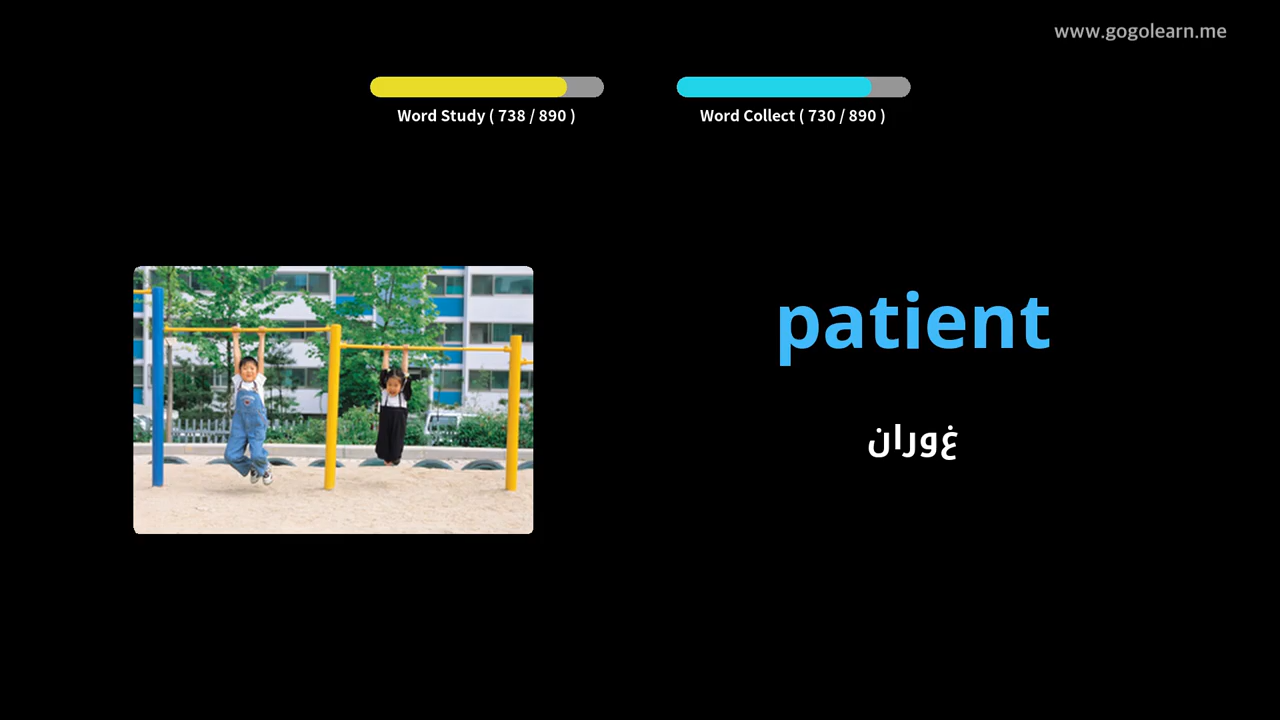 www.gogolearn.me
Word Study ( 738 / 890 )
Word Collect ( 730 / 890 )
patient
غوران